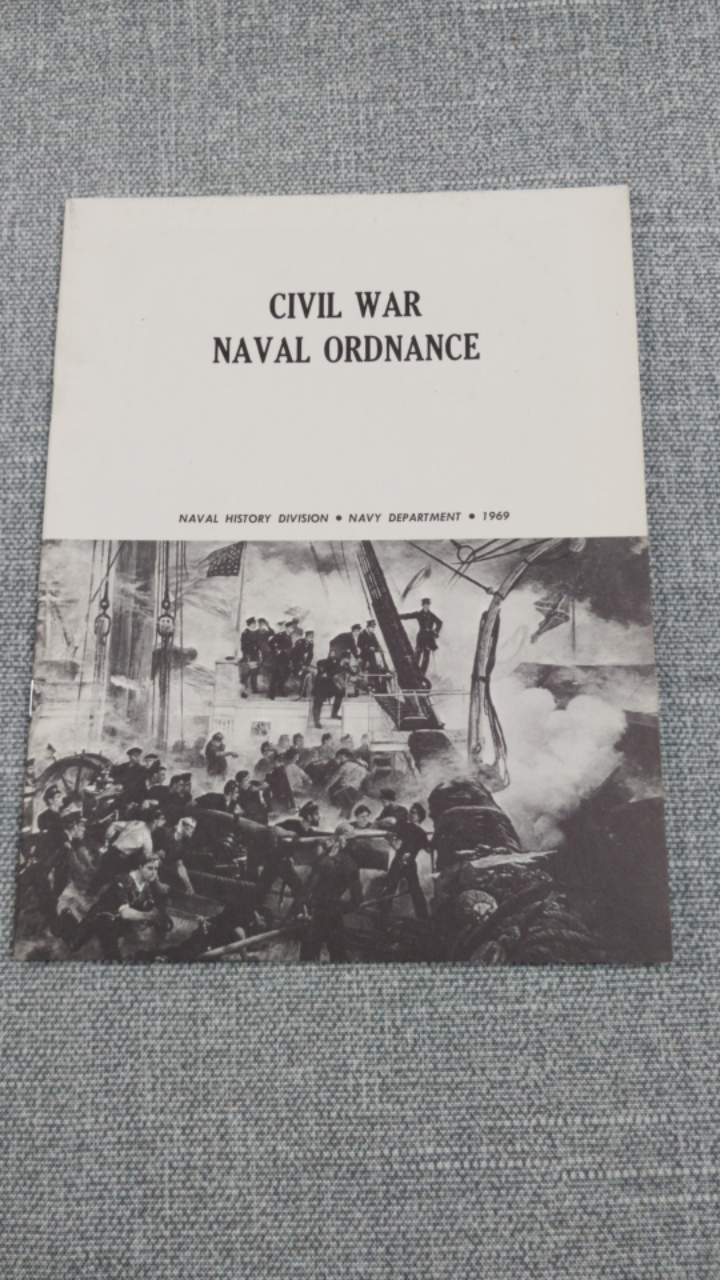 CIVIL WAR
NAVAL ORDNANCE
NAVAL HISTORY DIVISION • NAVY DEPARTMENT • 1969